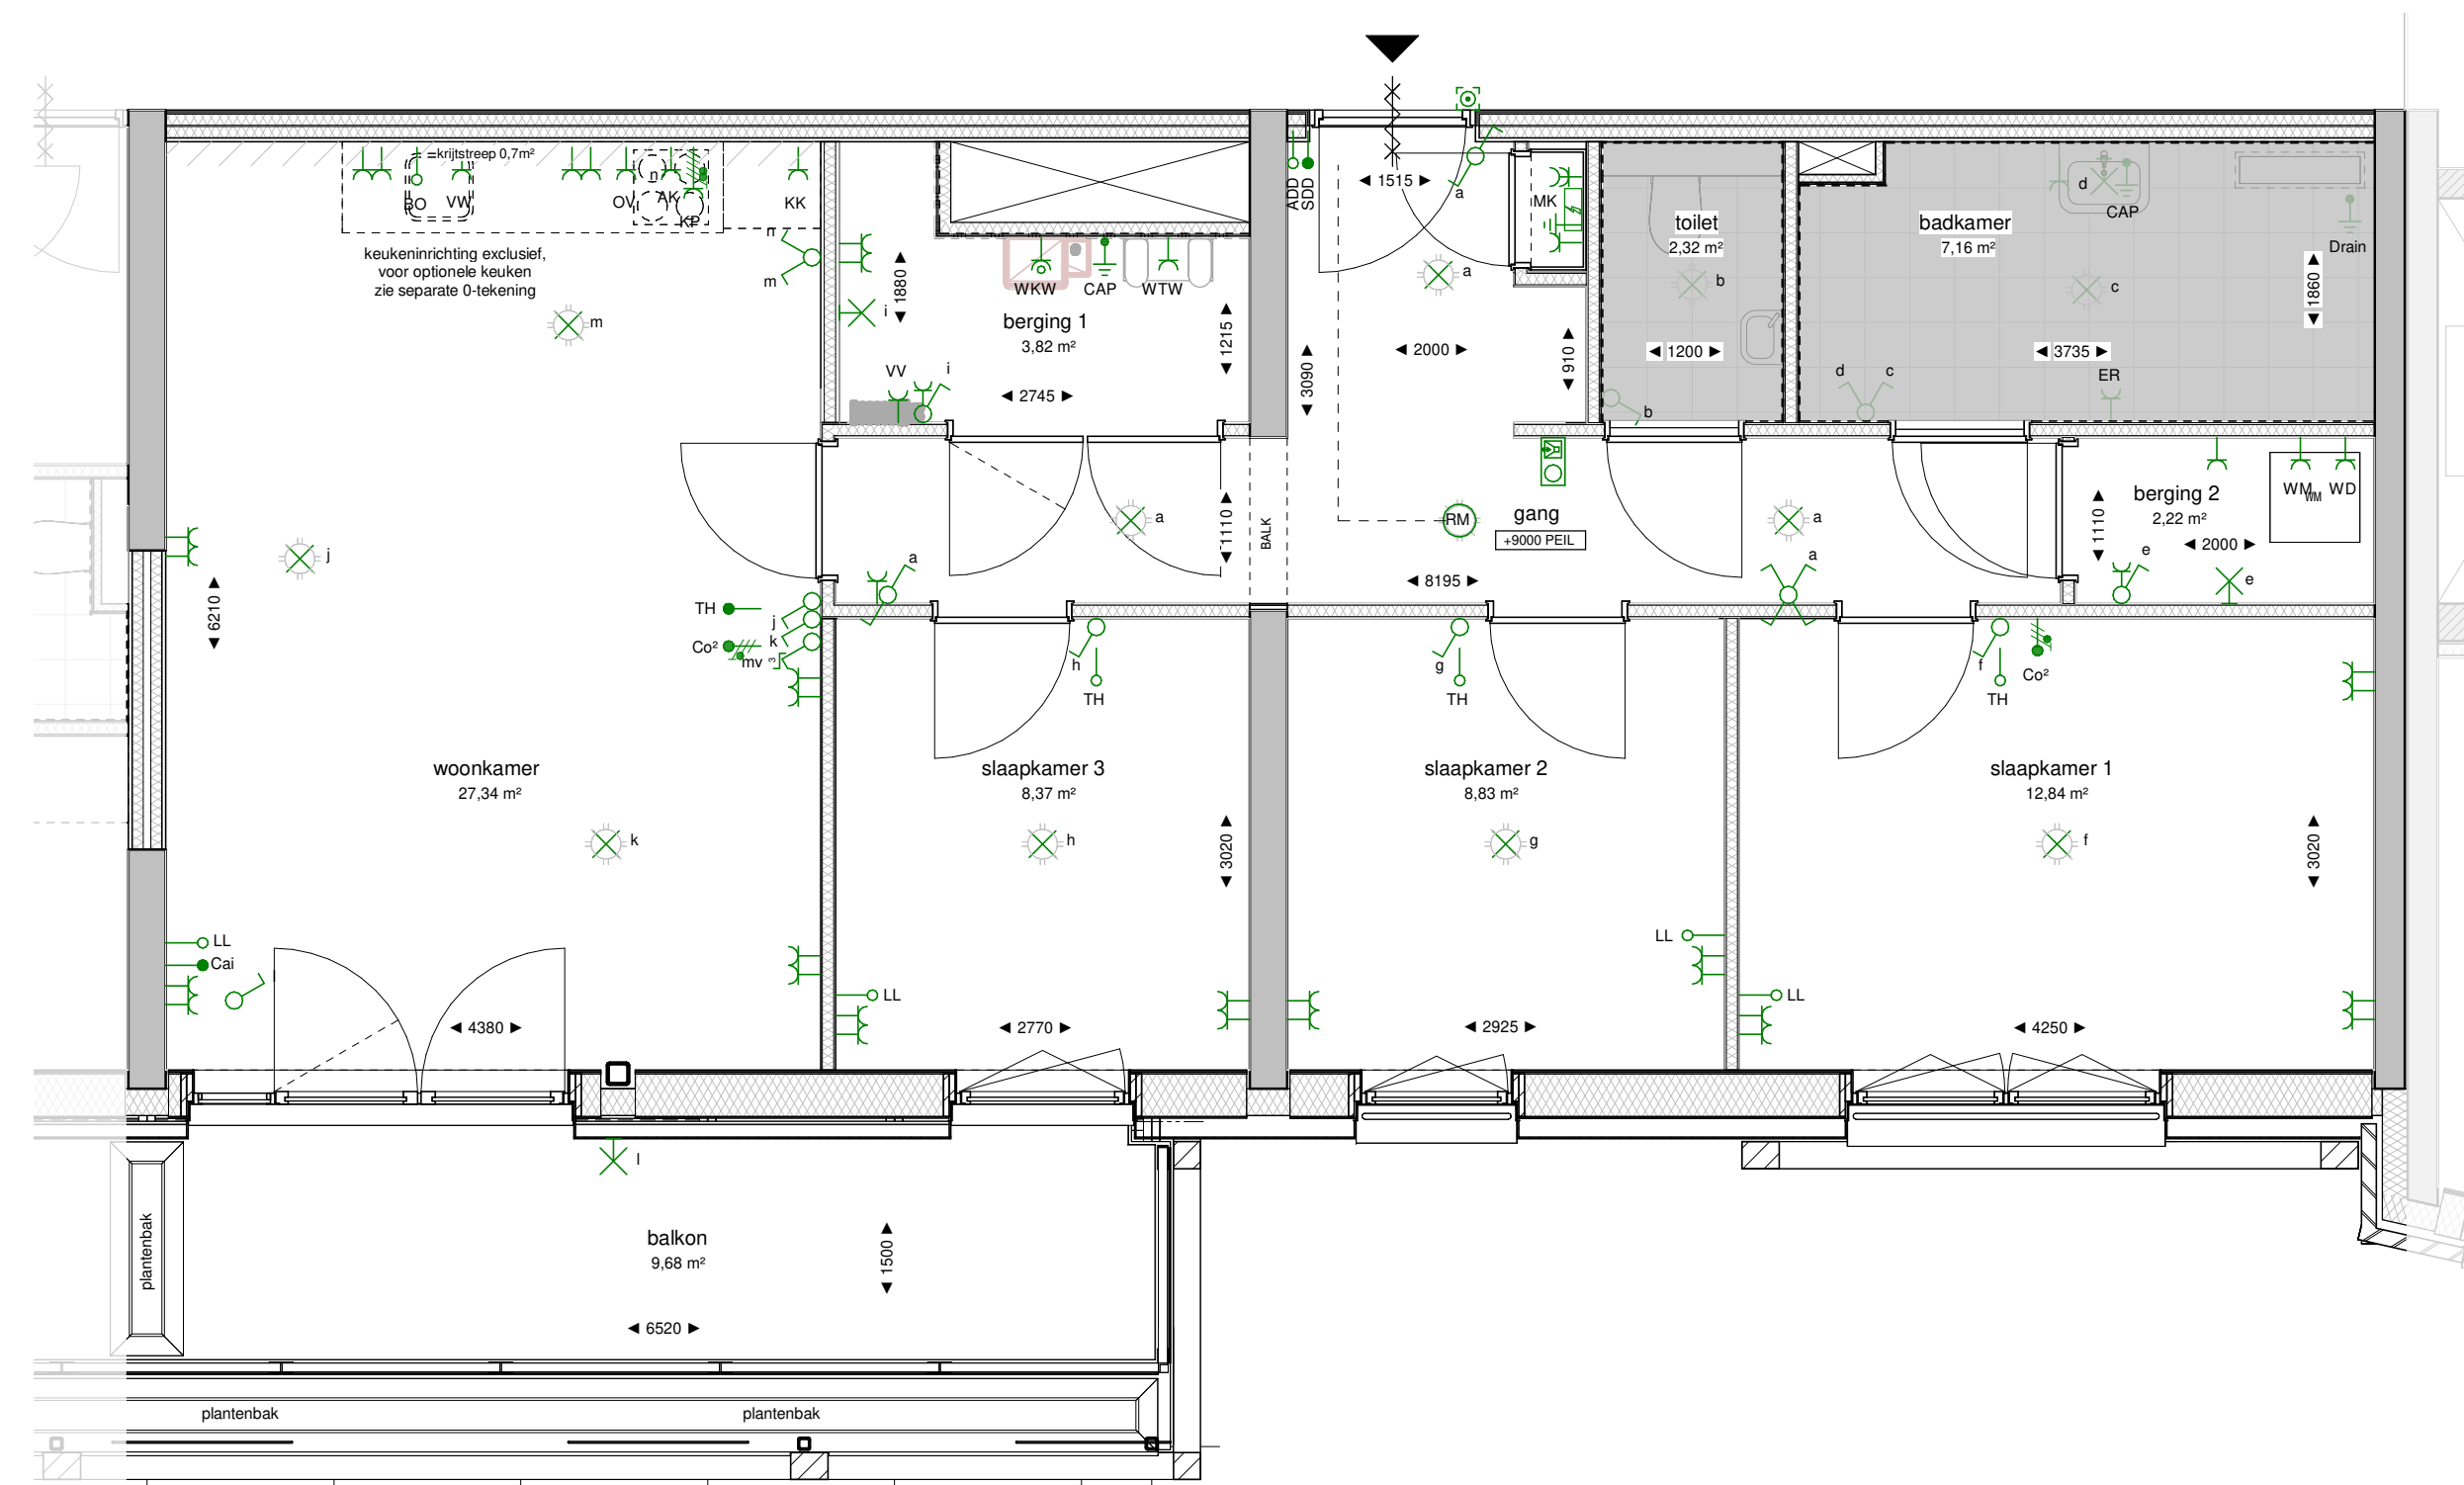 =krijtstreep 0,7m²
BO
VW
OV
n
AK
KP
KK
keukeninrichting exclusief,
voor optionele keuken
zie separate 0-tekening
n
m
m
j
6210
TH
Co²
j
k
mv
3
woonkamer
27,34 m²
k
LL
Cai
4380
1880
i
WKW
CAP
WTW
berging 1
3,82 m²
1215
VV
i
2745
a
a
1110
BALK
ADD
SDD
1515
a
MK
a
2000
3090
910
RM
gang
+9000 PEIL
8195
toilet
2,32 m²
b
1200
b
badkamer
7,16 m²
d
CAP
Drain
c
1860
3735
d
c
ER
a
a
berging 2
2,22 m²
WM
WM
WD
1110
2000
e
e
h
TH
slaapkamer 3
8,37 m²
h
3020
LL
2770
g
TH
slaapkamer 2
8,83 m²
g
LL
2925
f
TH
Co²
slaapkamer 1
12,84 m²
f
3020
LL
4250
l
balkon
9,68 m²
1500
6520
plantenbak
plantenbak
plantenbak